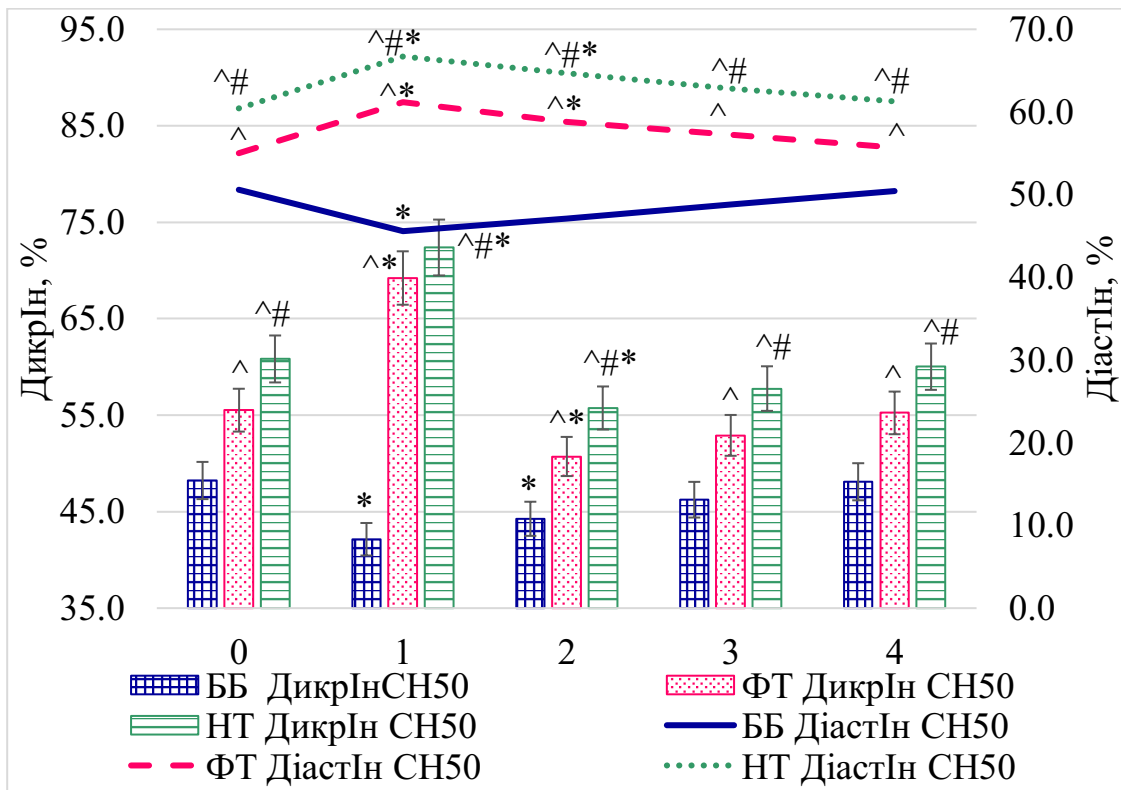 95.0
85.0
75.0
65.0
55.0
45.0
35.0
ДикрІн, %
70.0
60.0
50.0
40.0
30.0
20.0
10.0
0.0
ДіастІн, %
^# ^#* ^#* ^# ^#
^ ^* ^* ^ ^
*
^# ^#* ^#* ^# ^#
^ ^* ^* ^ ^
* *
0 1 2 3 4
ББ ДикрІнСН50 ФТ ДикрІн СН50
НТ ДикрІн СН50 ББ ДіастІн СН50
ФТ ДіастІн СН50 НТ ДіастІн СН50